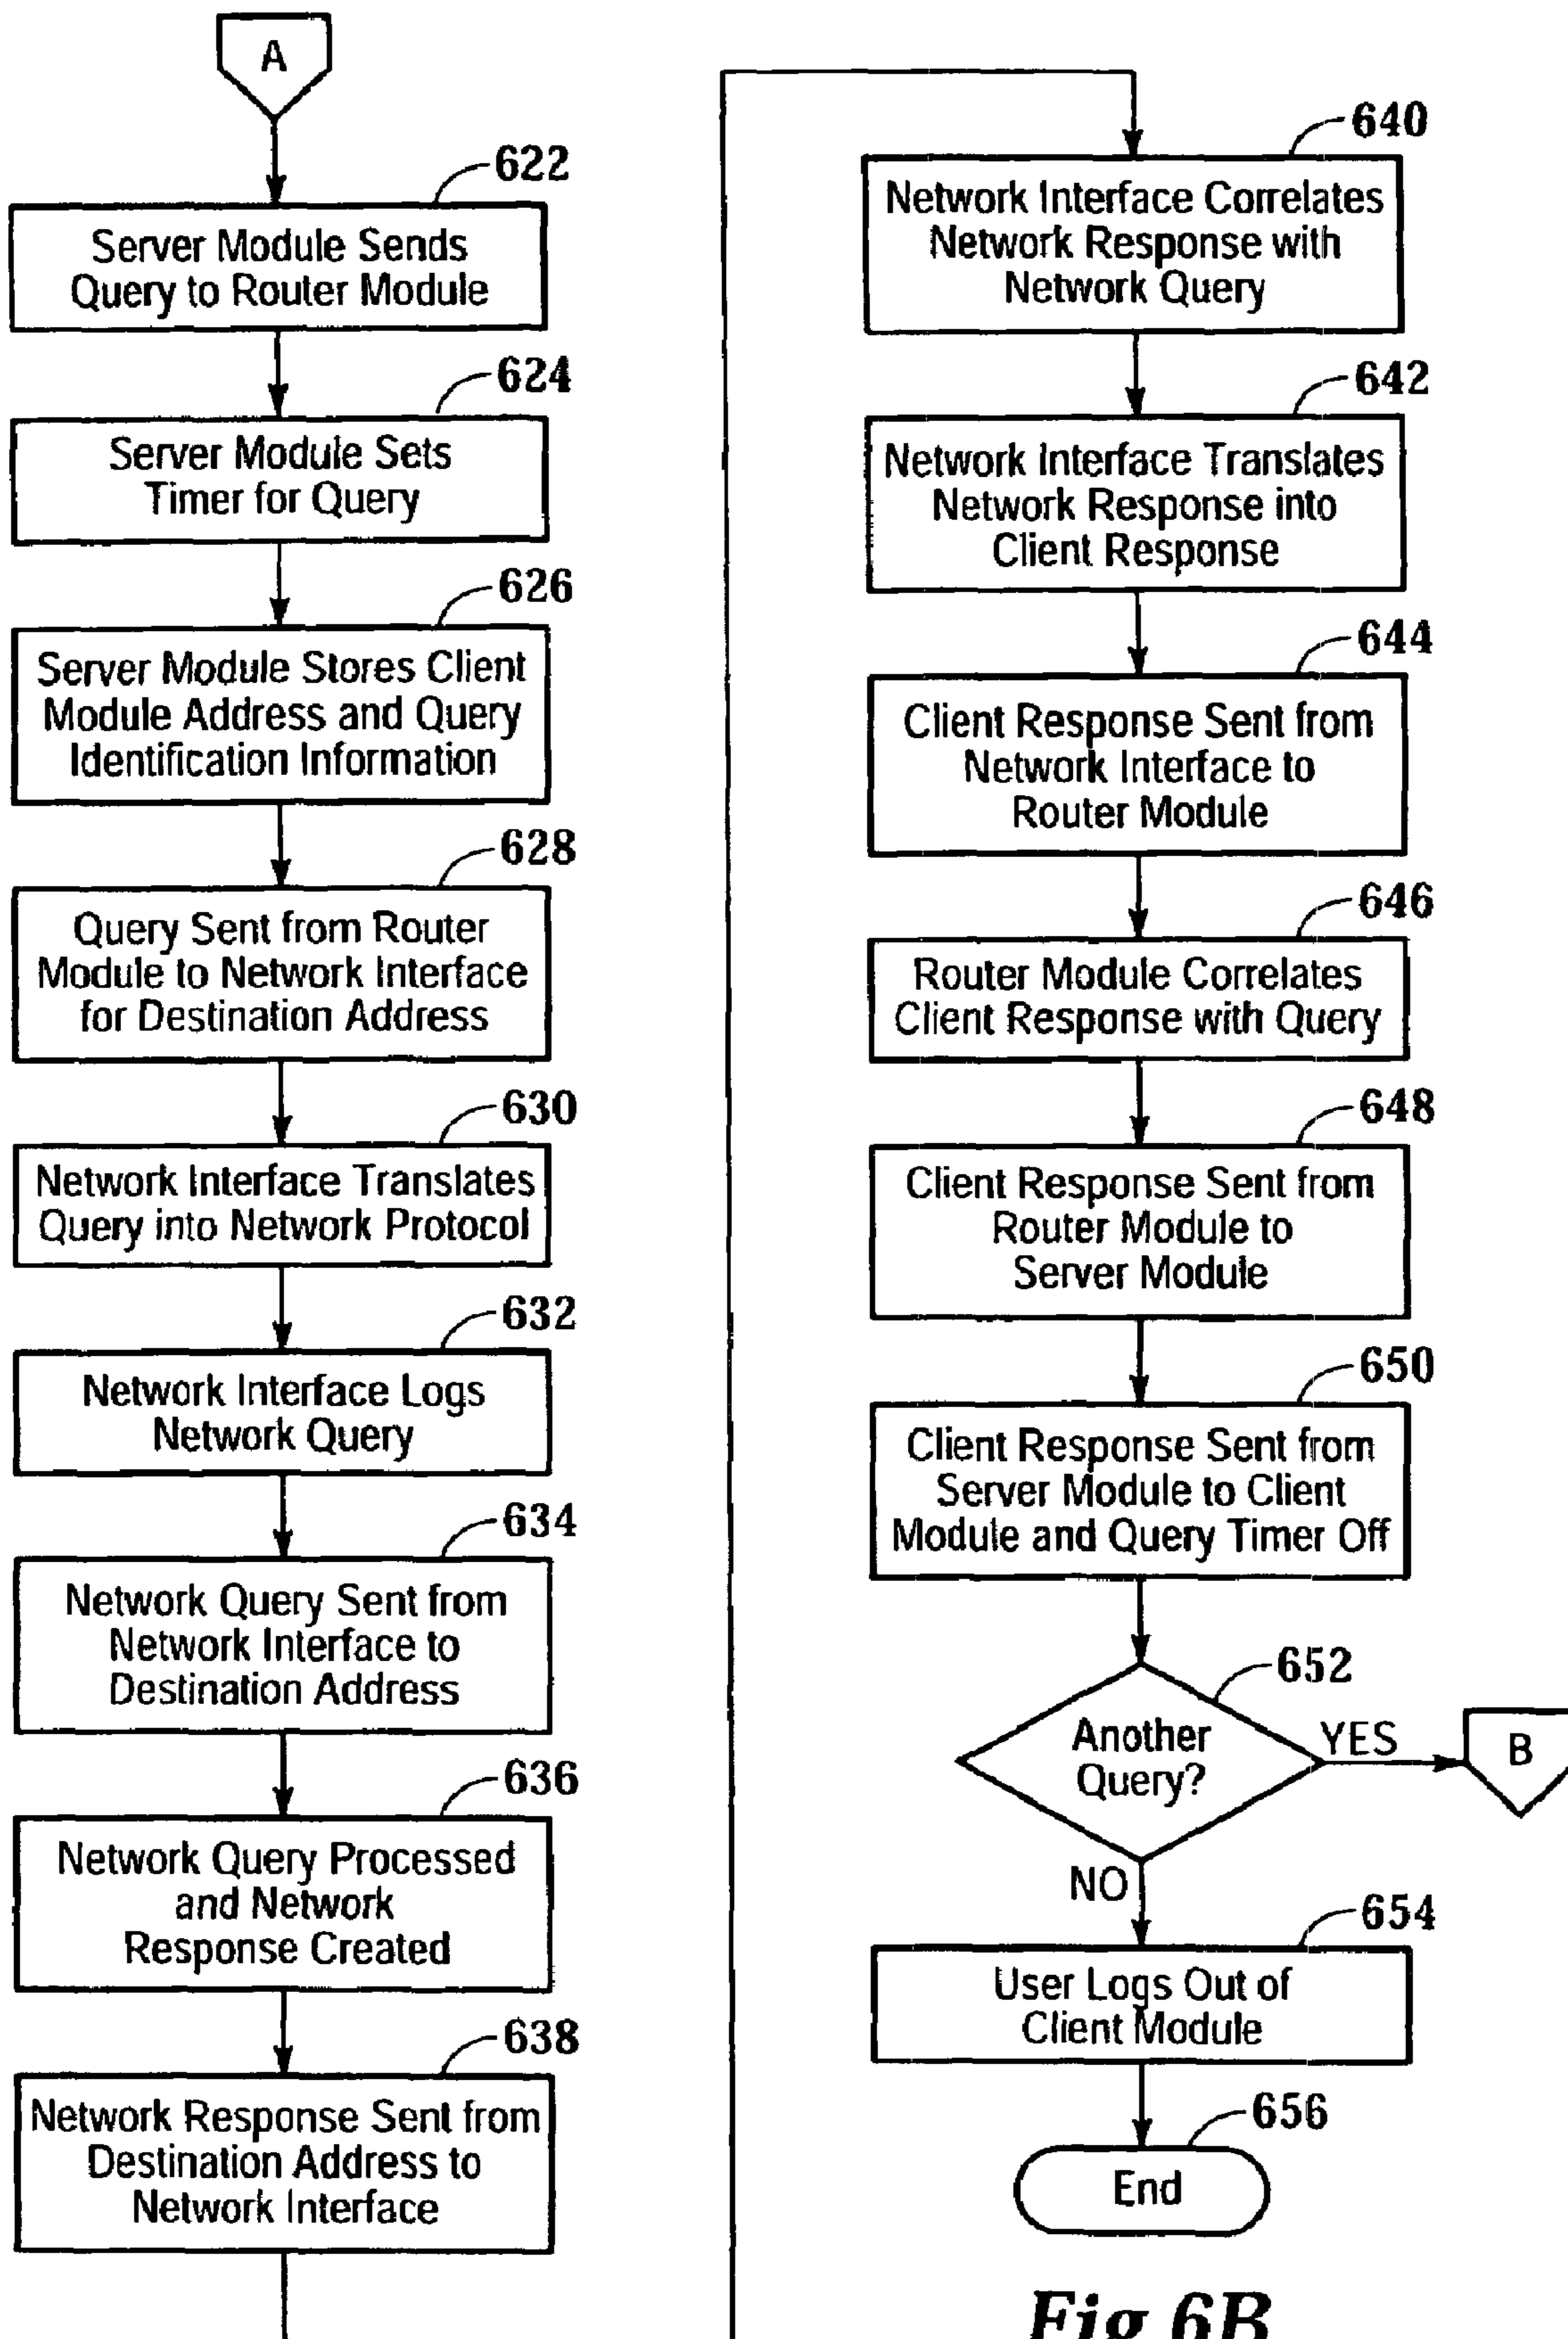 A
622
Server Module Sends
Query to Router Module
624
Server Module Sets
Timer for Query
626
Server Module Stores Client
Module Address and Query
Identification Information
628
Query Sent from Router
Module to Network Interface
for Destination Address
630
Network Interface Translates
Query into Network Protocol
632
Network Interface Logs
Network Query
634
Network Query Sent from
Network Interface to
Destination Address
636
Network Query Processed
and Network
Response Created
638
Network Response Sent from
Destination Address to
Network Interface
640
Network Interface Correlates
Network Response with
Network Query
642
Network Interface Translates
Network Response into
Client Response
644
Client Response Sent from
Network Interface to
Router Module
646
Router Module Correlates
Client Response with Query
648
Client Response Sent from
Router Module to
Server Module
650
Client Response Sent from
Server Module to Client
Module and Query Timer Off
652
Another
Query?
YES
B
NO
654
User Logs Out of
Client Module
656
End
Fig 6B